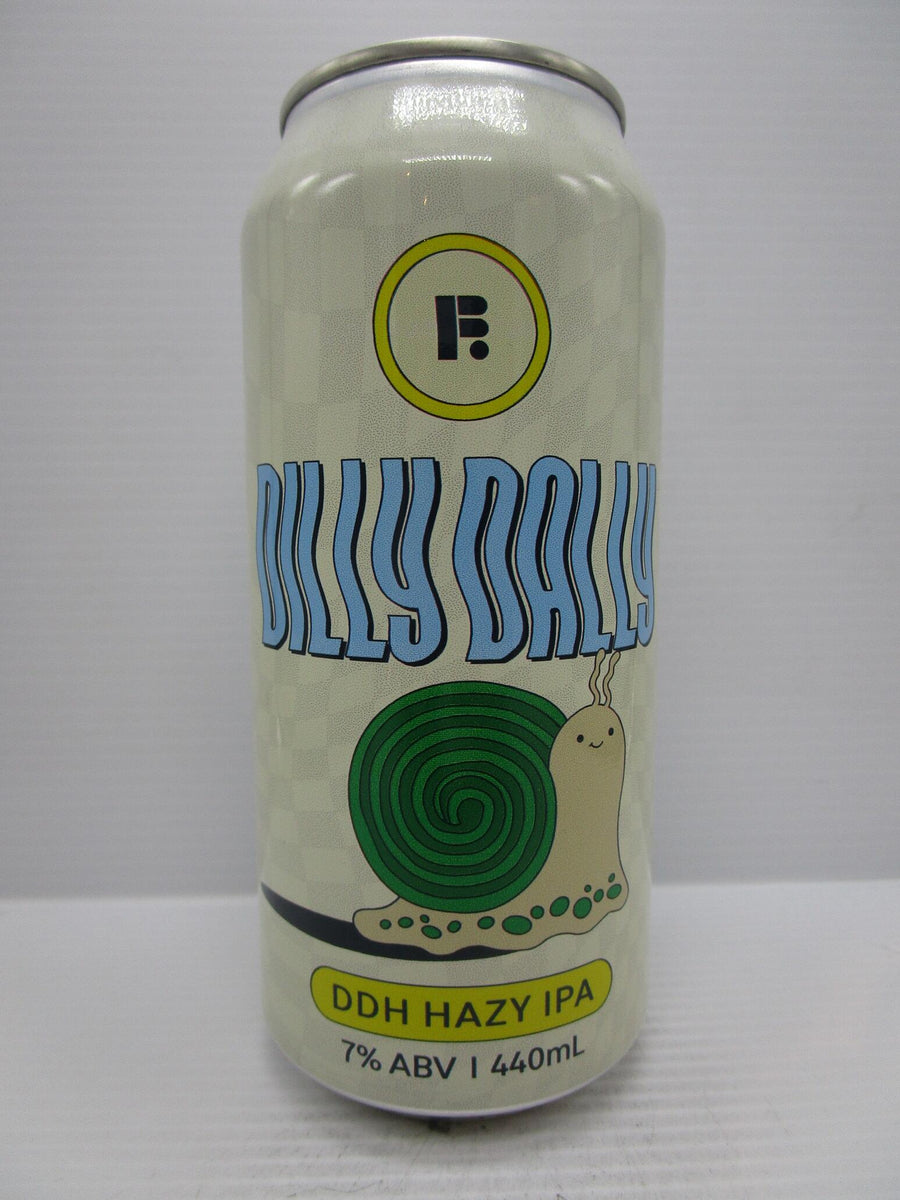 B.
DILLY DALLY
DDH HAZY IPA
7% ABV | 440mL